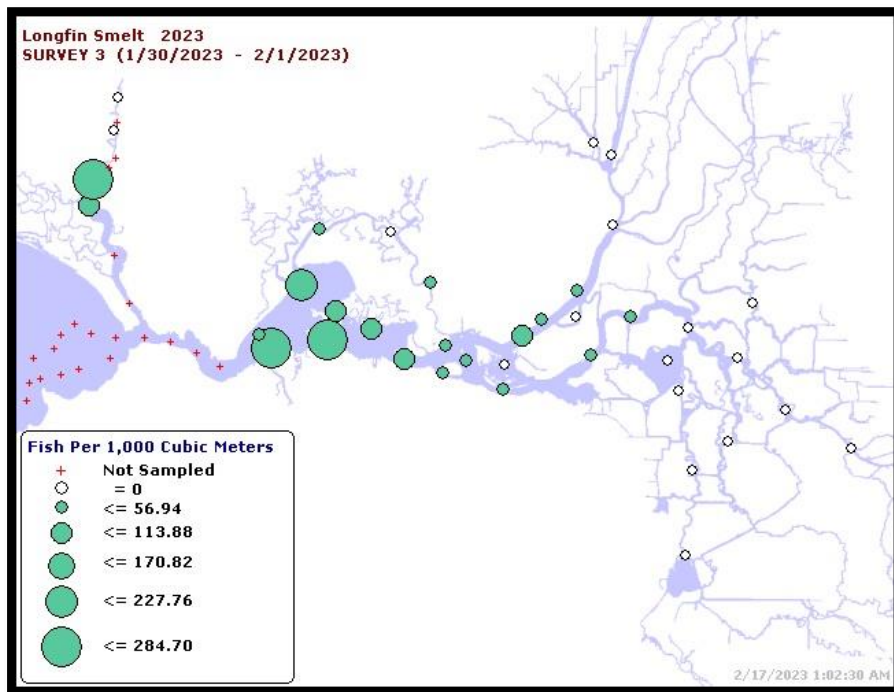 Longfin Smelt 2023
SURVEY 3 (1/30/2023 - 2/1/2023)
Fish Per 1,000 Cubic Meters
Not Sampled
= 0
<= 56.94
<= 113.88
<= 170.82
<= 227.76
<= 284.70
2/17/2023 1:02:30 AM